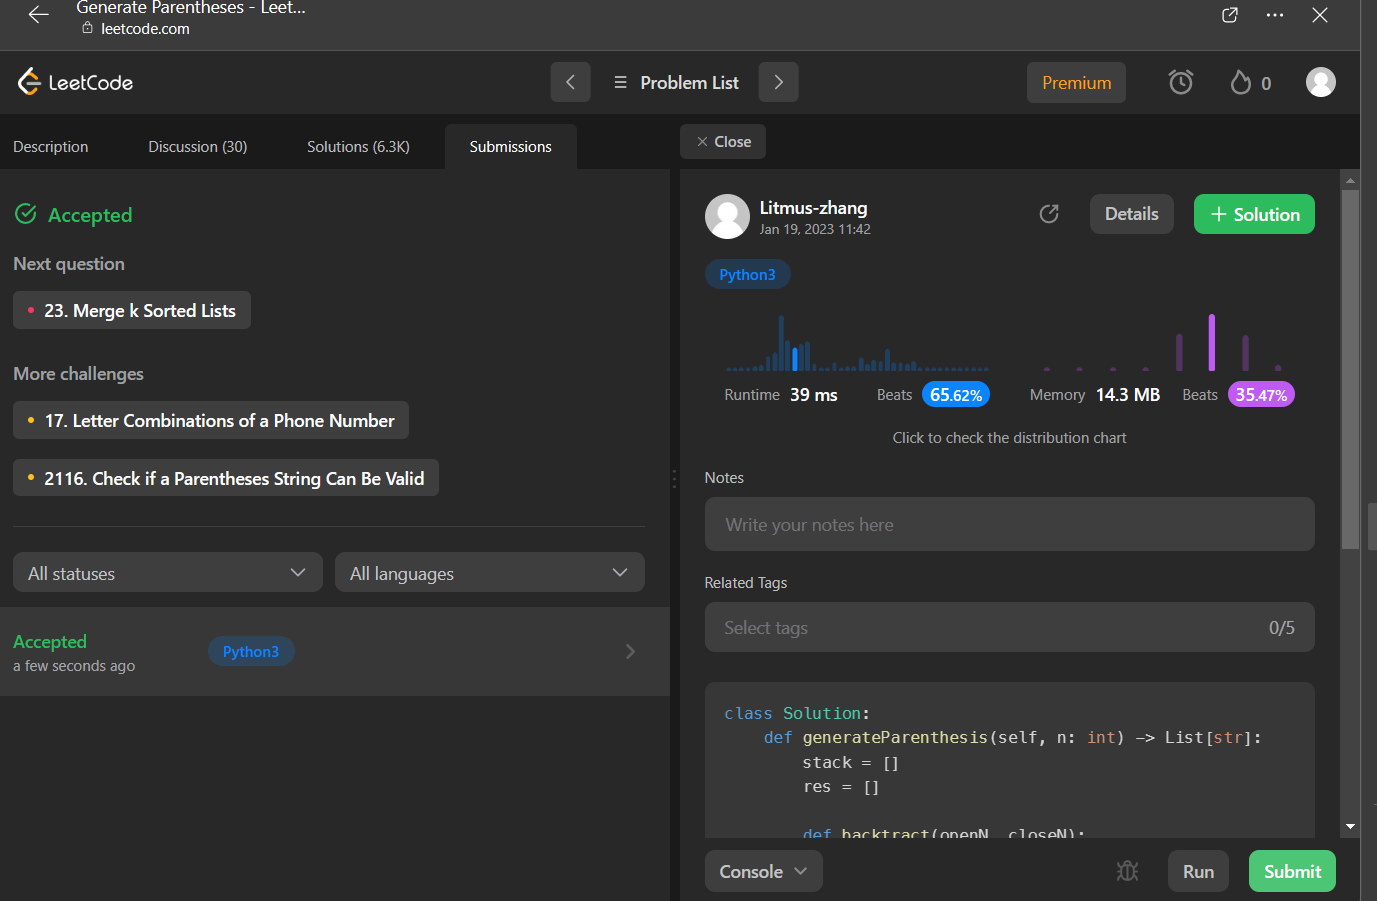 Generate Parentheses - Leet...
leetcode.com
LeetCode
Problem List
Premium
0
Description
Discussion (30)
Solutions (6.3K)
Submissions
Close
Accepted
Next question
23. Merge k Sorted Lists
More challenges
17. Letter Combinations of a Phone Number
2116. Check if a Parentheses String Can Be Valid
All statuses
All languages
Accepted
a few seconds ago
Python3
Litmus-zhang
Jan 19, 2023 11:42
Details
+ Solution
Python3
Runtime 39 ms Beats 65.62%
Memory 14.3 MB Beats 35.47%
Click to check the distribution chart
Notes
Write your notes here
Related Tags
Select tags 0/5
class Solution:
def generateParenthesis(self, n: int) -> List[str]:
stack = []
res = []
def backtract(openN, closeN):
Console
Run
Submit